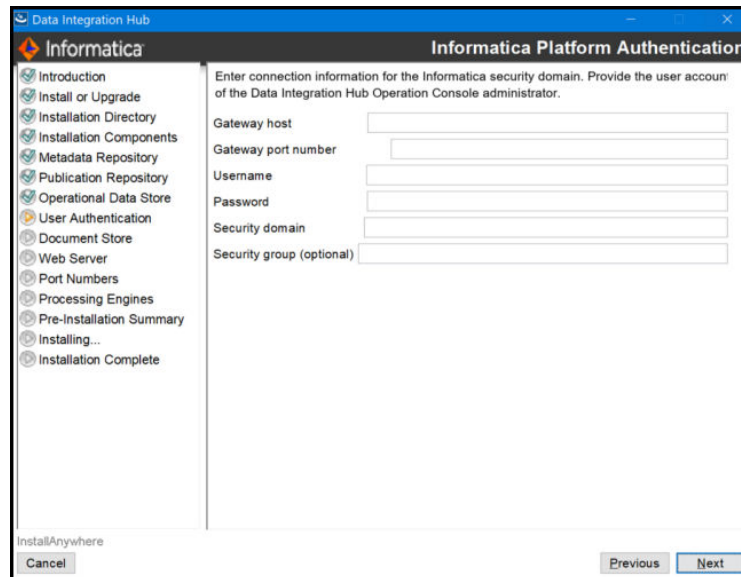 Data Integration Hub
Informatica
Informatica Platform Authentication
Introduction
Install or Upgrade
Installation Directory
Installation Components
Metadata Repository
Publication Repository
Operational Data Store
User Authentication
Document Store
Web Server
Port Numbers
Processing Engines
Pre-Installation Summary
Installing...
Installation Complete
Enter connection information for the Informatica security domain. Provide the user account
of the Data Integration Hub Operation Console administrator.
Gateway host
Gateway port number
Username
Password
Security domain
Security group (optional)
InstallAnywhere
Cancel
Previous
Next